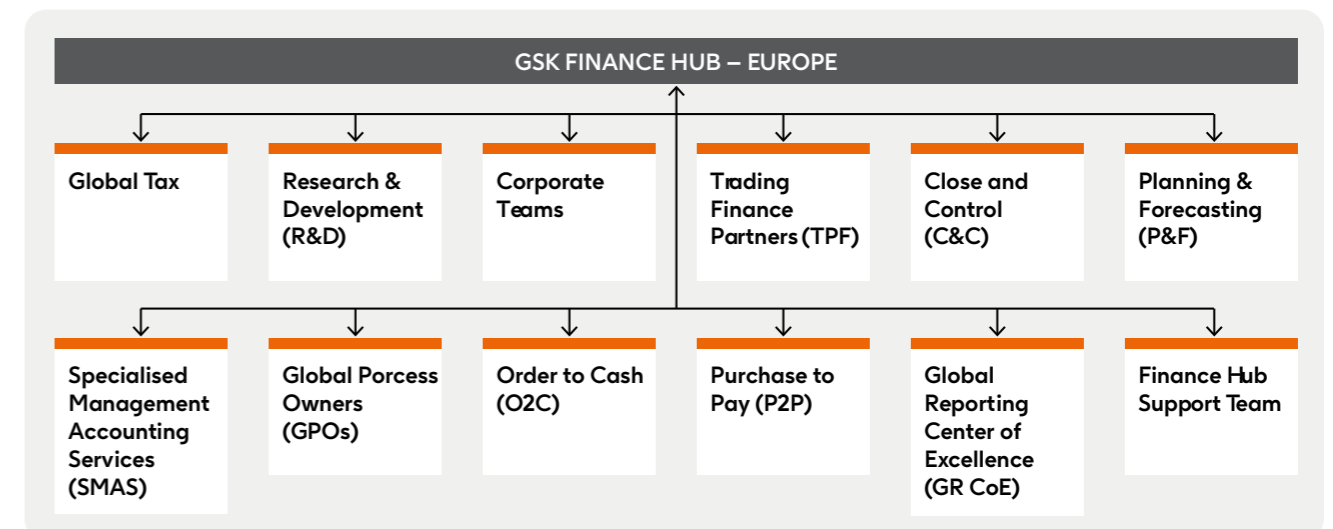 GSK FINANCE HUB – EUROPE
Global Tax
Research &
Development
(R&D)
Corporate
Teams
Trading
Finance
Partners (TPF)
Close and
Control
(C&C)
Planning &
Forecasting
(P&F)
Specialised
Management
Accounting
Services
(SMAS)
Global Porcess
Owners
(GPOs)
Order to Cash
(O2C)
Purchase to
Pay (P2P)
Global
Reporting
Center of
Excellence
(GR CoE)
Finance Hub
Support Team